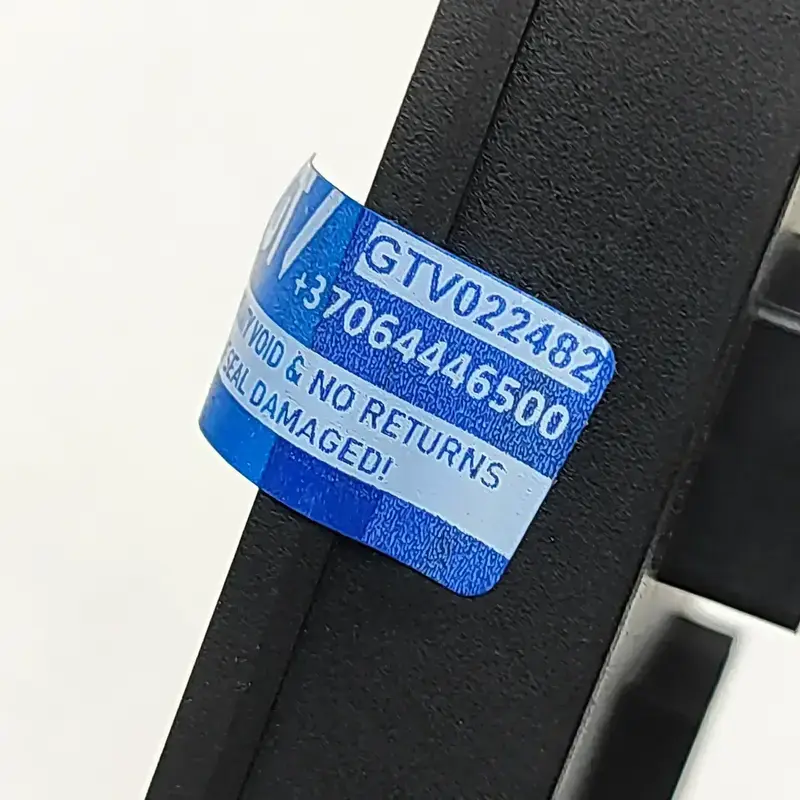 GTV022482
+37064446500
VOID & NO RETURNS
SEAL DAMAGED!